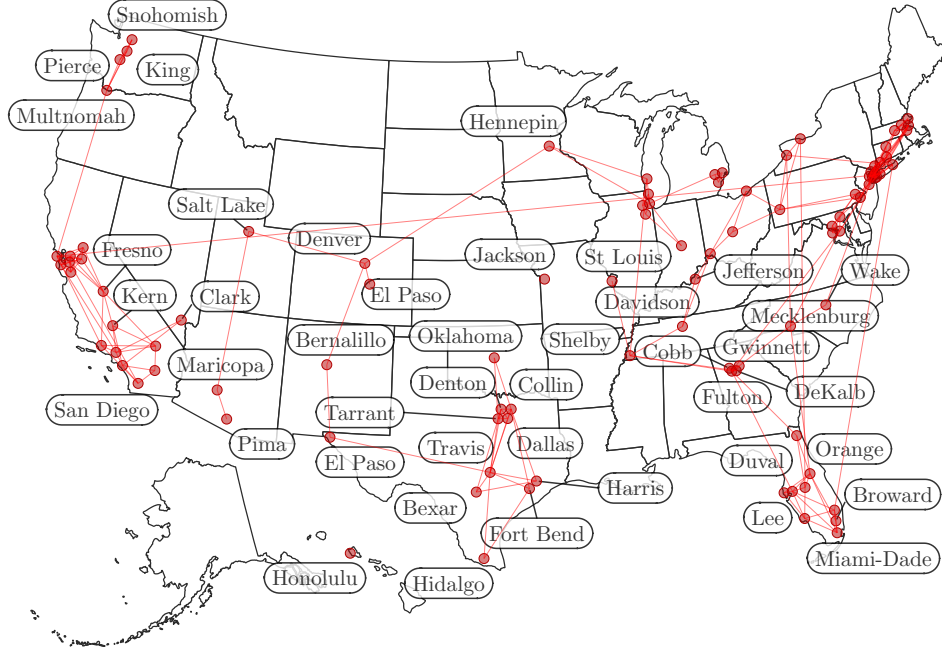 Snohomish
Pierce
King
Multnomah
Hennepin
Salt Lake
Denver
Fresno
Jackson
St Louis
Jefferson
Wake
Kern
Clark
El Paso
Davidson
Mecklenburg
Bernalillo
Oklahoma
Shelby
Cobb
Gwinnett
Maricopa
Denton
Collin
DeKalb
Fulton
San Diego
Tarrant
Pima
Travis
Dallas
Orange
El Paso
Duval
Harris
Broward
Bexar
Lee
Fort Bend
Miami-Dade
Honolulu
Hidalgo